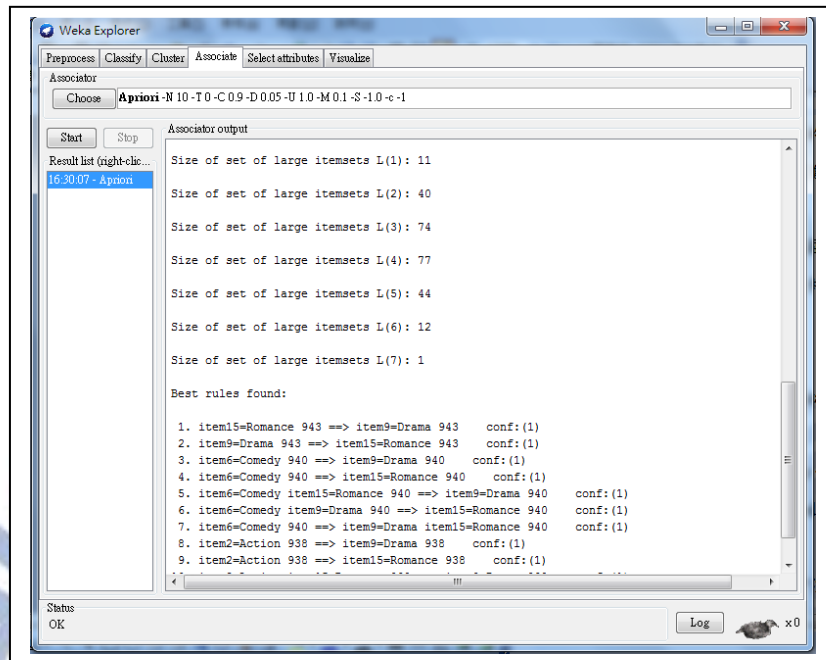 Weka Explorer
Preprocess Classify Cluster Associate Select attributes Visualize
Associator
Choose Apriori -N 10 -T 0 -C 0.9 -D 0.05 -U 1.0 -M 0.1 -S -1.0 -c -1
Start Stop
Result list (right-clic...
16:30:07 - Apriori
Associator output
Size of set of large itemsets L(1): 11
Size of set of large itemsets L(2): 40
Size of set of large itemsets L(3): 74
Size of set of large itemsets L(4): 77
Size of set of large itemsets L(5): 44
Size of set of large itemsets L(6): 12
Size of set of large itemsets L(7): 1
Best rules found:
1. item15=Romance 943 ==> item9=Drama 943 conf:(1)
2. item9=Drama 943 ==> item15=Romance 943 conf:(1)
3. item6=Comedy 940 ==> item9=Drama 940 conf:(1)
4. item6=Comedy 940 ==> item15=Romance 940 conf:(1)
5. item6=Comedy item15=Romance 940 ==> item9=Drama 940 conf:(1)
6. item6=Comedy item9=Drama 940 ==> item15=Romance 940 conf:(1)
7. item6=Comedy 940 ==> item9=Drama item15=Romance 940 conf:(1)
8. item2=Action 938 ==> item9=Drama 938 conf:(1)
9. item2=Action 938 ==> item15=Romance 938 conf:(1)
Status
OK
Log x 0